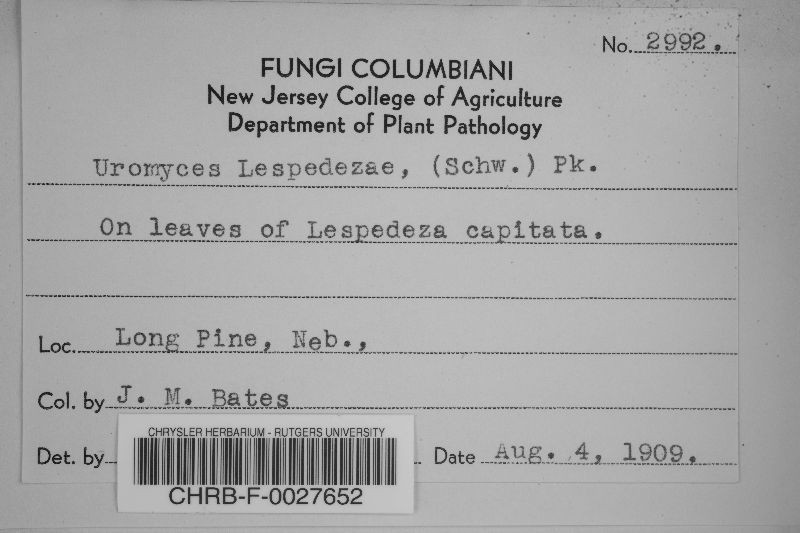 No. 2992.
FUNGI COLUMBIANI
New Jersey College of Agriculture
Department of Plant Pathology
Uromyces Lespedezae, (Schw.) Pk.
On leaves of Lespedeza capitata.
Loc. Long Pine, Neb.,
Col. by J. M. Bates
Det. by Date Aug. 4, 1909.
CHRYSLER HERBARIUM - RUTGERS UNIVERSITY
CHRB-F-0027652